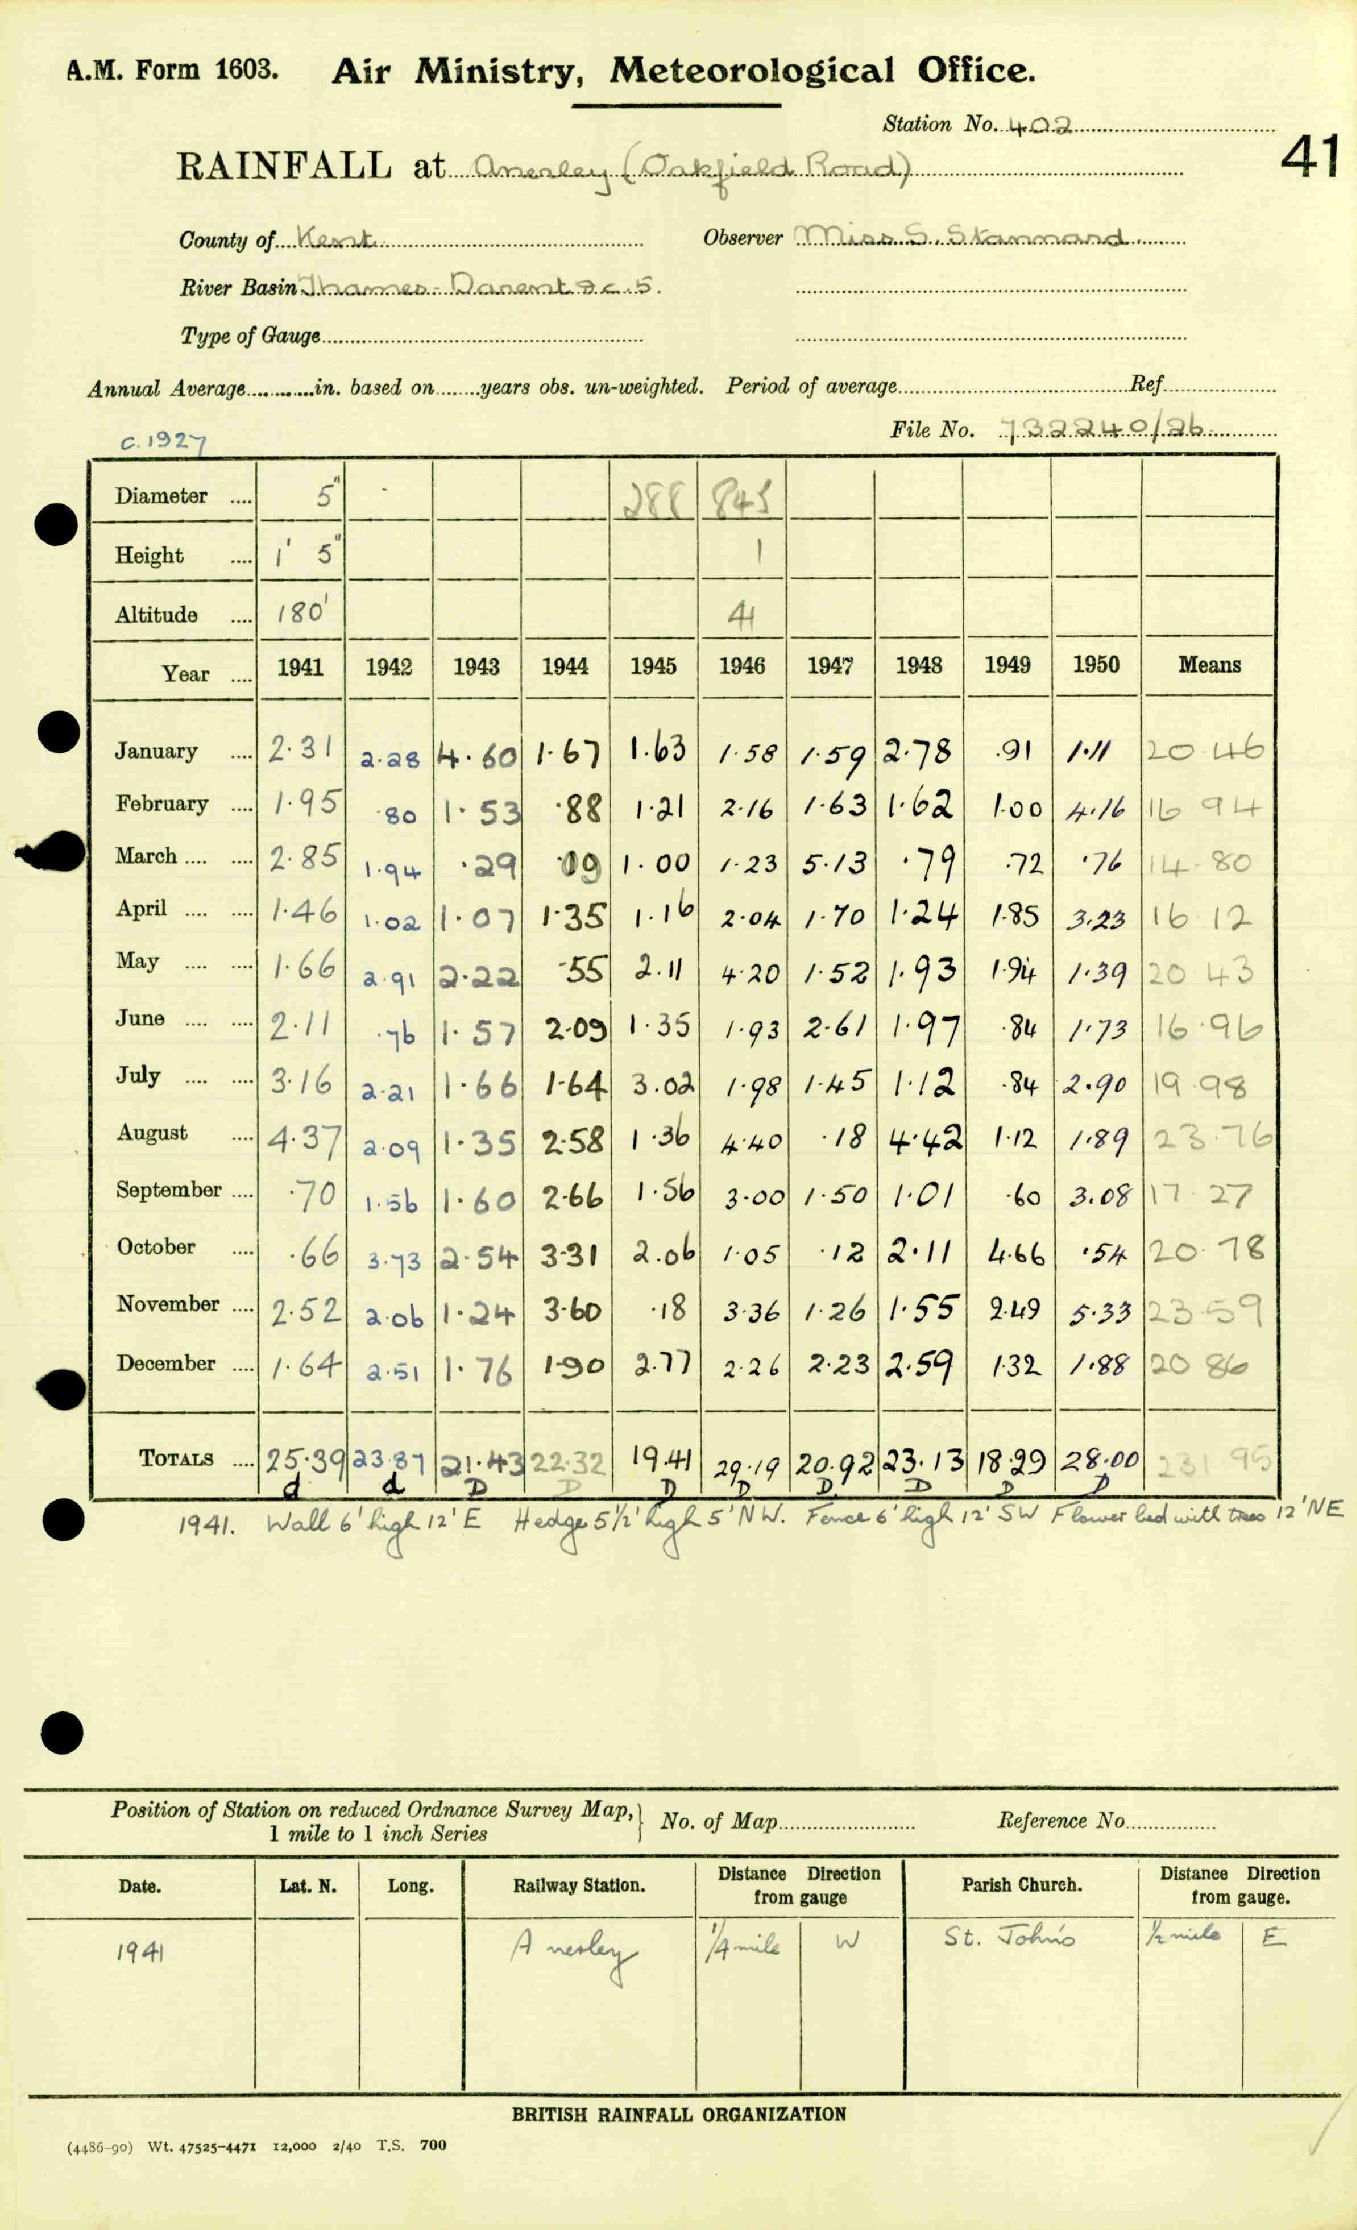 A.M. Form 1603. Air Ministry, Meteorological Office.
Station No. 402
41
RAINFALL at Anerley (Oakfield Road)
County of Kent Observer Miss S. Stannard
River Basin Thames - Darent &c. 5.
Type of Gauge
Annual Average in. based on years obs. un-weighted. Period of average Ref.
c. 1927 File No. 732240/26
Diameter .... 5" 288 845
Height .... 1' 5" 1
Altitude .... 180' 41
Year .... 1941 1942 1943 1944 1945 1946 1947 1948 1949 1950 Means
January .... 2.31 2.28 4.60 1.67 1.63 1.58 1.59 2.78 .91 1.11 20.46
February .... 1.95 .80 1.53 .88 1.21 2.16 1.63 1.62 1.00 4.16 16 94
March .... .... 2.85 1.94 .29 .09 1.00 1.23 5.13 .79 .72 .76 14.80
April .... .... 1.46 1.02 1.07 1.35 1.16 2.04 1.70 1.24 1.85 3.23 16 12
May .... .... 1.66 2.91 2.22 .55 2.11 4.20 1.52 1.93 1.94 1.39 20 43
June .... .... 2.11 .76 1.57 2.09 1.35 1.93 2.61 1.97 .84 1.73 16.96
July .... .... 3.16 2.21 1.66 1.64 3.02 1.98 1.45 1.12 .84 2.90 19 98
August .... 4.37 2.09 1.35 2.58 1.36 4.40 .18 4.42 1.12 1.89 23.76
September .... .70 1.56 1.60 2.66 1.56 3.00 1.50 1.01 .60 3.08 17 27
October .... .66 3.73 2.54 3.31 2.06 1.05 .12 2.11 4.66 .54 20.78
November .... 2.52 2.06 1.24 3.60 .18 3.36 1.26 1.55 2.49 5.33 23.59
December .... 1.64 2.51 1.76 1.90 2.77 2.26 2.23 2.59 1.32 1.88 20 86
TOTALS .... 25.39 23.87 21.43 22.32 19.41 29.19 20.92 23.13 18.29 28.00 231 95
d d D D D D D D D D
1941. Wall 6' high 12' E Hedge 5½' high 5' NW. Fence 6' high 12' SW Flower bed with trees 12' NE
Position of Station on reduced Ordnance Survey Map, 1 mile to 1 inch Series } No. of Map Reference No.
Date. Lat. N. Long. Railway Station. Distance Direction from gauge Parish Church. Distance Direction from gauge.
1941 Anerley ¼ mile W St. John's ½ mile E
BRITISH RAINFALL ORGANIZATION
(4486-90) Wt. 47525-4471 12,000 2/40 T.S. 700